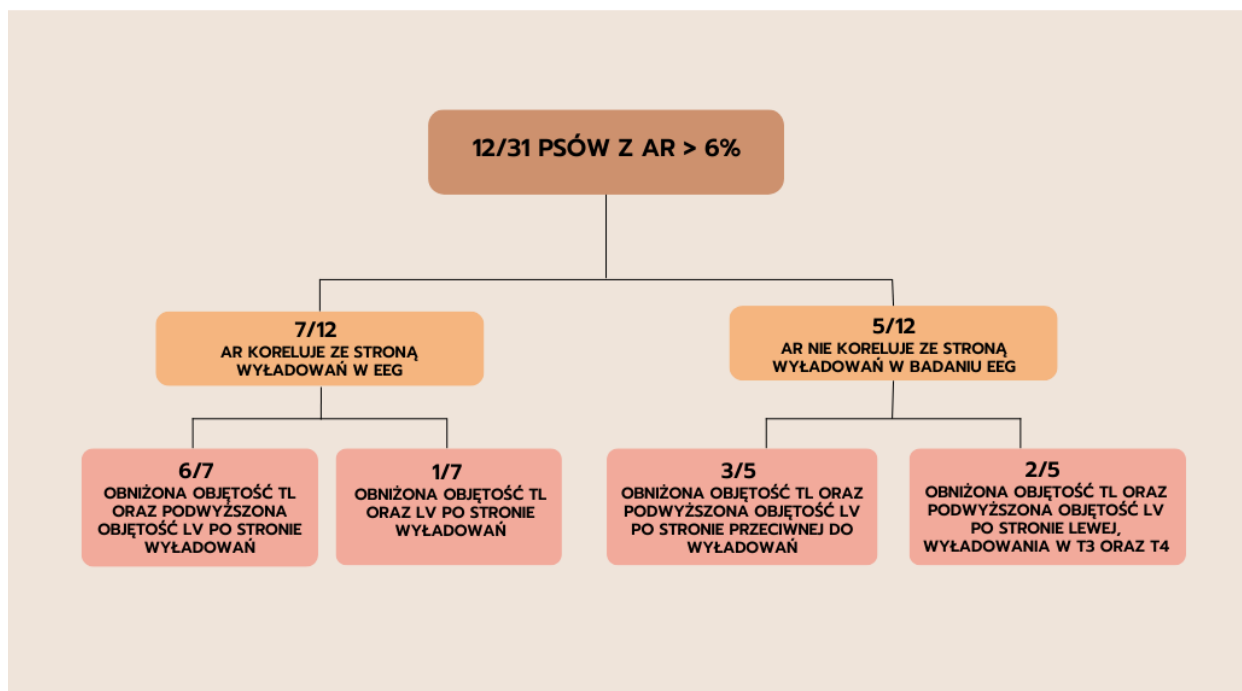 12/31 PSÓW Z AR > 6%
7/12
AR KORELUJE ZE STRONĄ
WYŁADOWAŃ W EEG
5/12
AR NIE KORELUJE ZE STRONĄ
WYŁADOWAŃ W BADANIU EEG
6/7
OBNIŻONA OBJĘTOŚĆ TL
ORAZ PODWYŻSZONA
OBJĘTOŚĆ LV PO STRONIE
WYŁADOWAŃ
1/7
OBNIŻONA OBJĘTOŚĆ TL
ORAZ LV PO STRONIE
WYŁADOWAŃ
3/5
OBNIŻONA OBJĘTOŚĆ TL ORAZ
PODWYŻSZONA OBJĘTOŚĆ LV
PO STRONIE PRZECIWNEJ DO
WYŁADOWAŃ
2/5
OBNIŻONA OBJĘTOŚĆ TL ORAZ
PODWYŻSZONA OBJĘTOŚĆ LV
PO STRONIE LEWEJ,
WYŁADOWANIA W T3 ORAZ T4